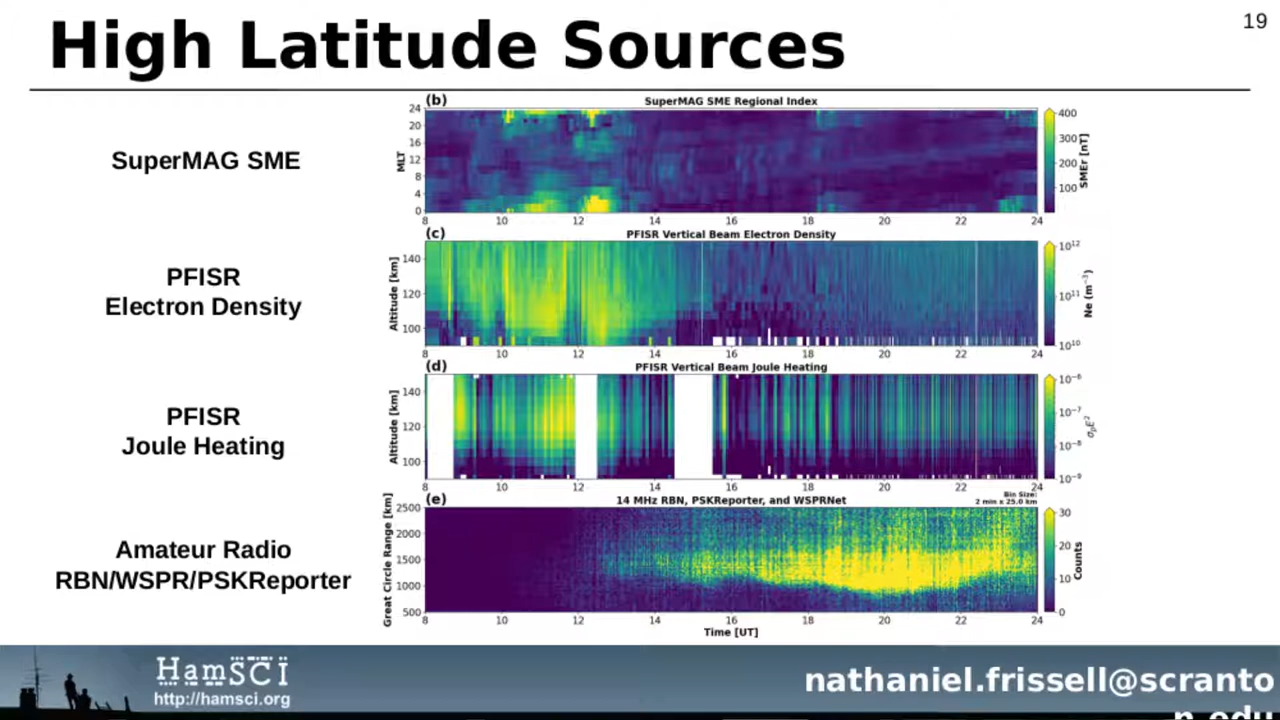 19
High Latitude Sources
SuperMAG SME
PFISR
Electron Density
PFISR
Joule Heating
Amateur Radio
RBN/WSPR/PSKReporter
(b)
SuperMAG SME Regional Index
24
20
16
12
8
4
0
MLT
8 10 12 14 16 18 20 22 24
400
300
200
100
SMEr [nT]
(c)
PFISR Vertical Beam Electron Density
140
120
100
Altitude [km]
8 10 12 14 16 18 20 22 24
10¹²
10¹¹
10¹⁰
Ne (m⁻³)
(d)
PFISR Vertical Beam Joule Heating
140
120
100
Altitude [km]
8 10 12 14 16 18 20 22 24
10⁻⁶
10⁻⁷
10⁻⁸
10⁻⁹
(e)
14 MHz RBN, PSKReporter, and WSPRNet
Bin Size:
2 min x 25.0 km
2500
2000
1500
1000
500
Great Circle Range [km]
8 10 12 14 16 18 20 22 24
Time [UT]
30
20
10
0
Counts
HamSCI
http://hamsci.org
nathaniel.frissell@scranto
n.edu